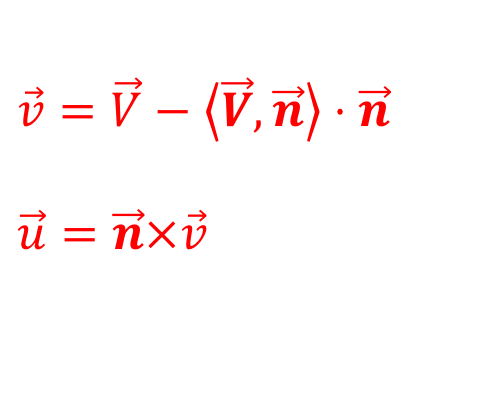 v⃗ = V⃗ − ⟨V⃗, n⃗⟩ · n⃗
u⃗ = n⃗×v⃗